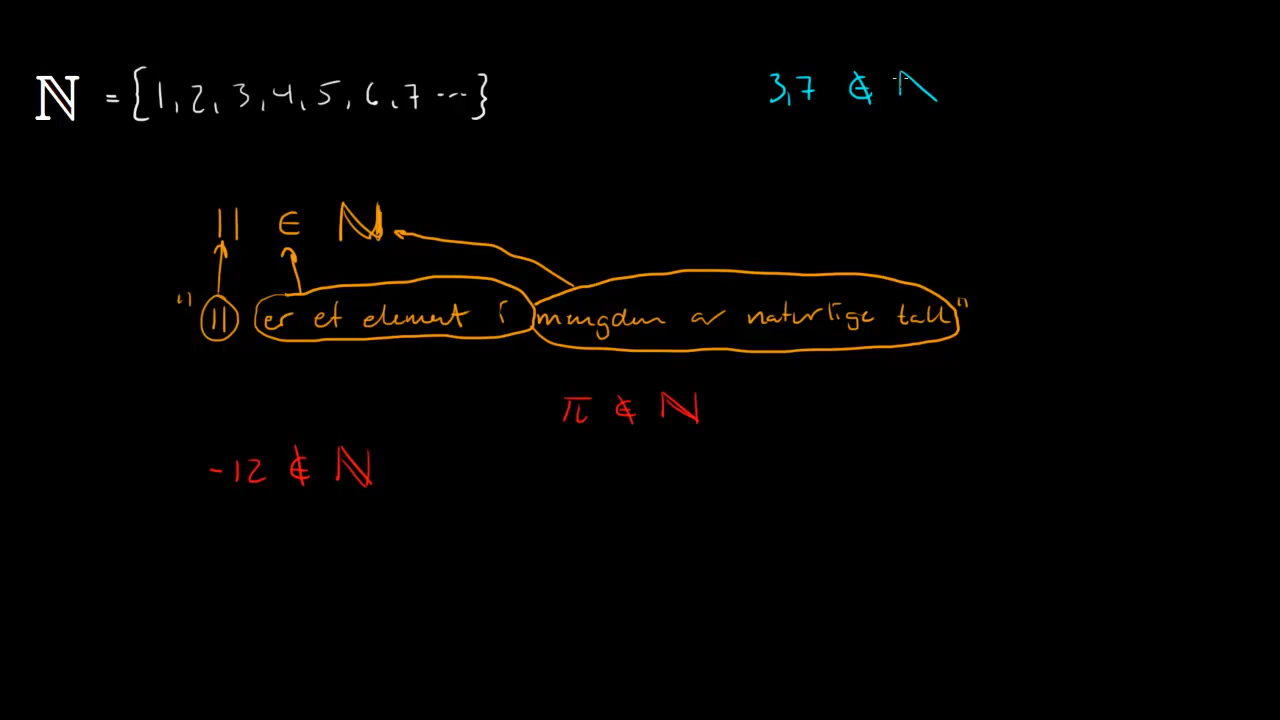 ℕ = {1, 2, 3, 4, 5, 6, 7 ...}
3,7 ∉ ℕ
11 ∈ ℕ
"11 er et element i mengden av naturlige tall"
π ∉ ℕ
-12 ∉ ℕ